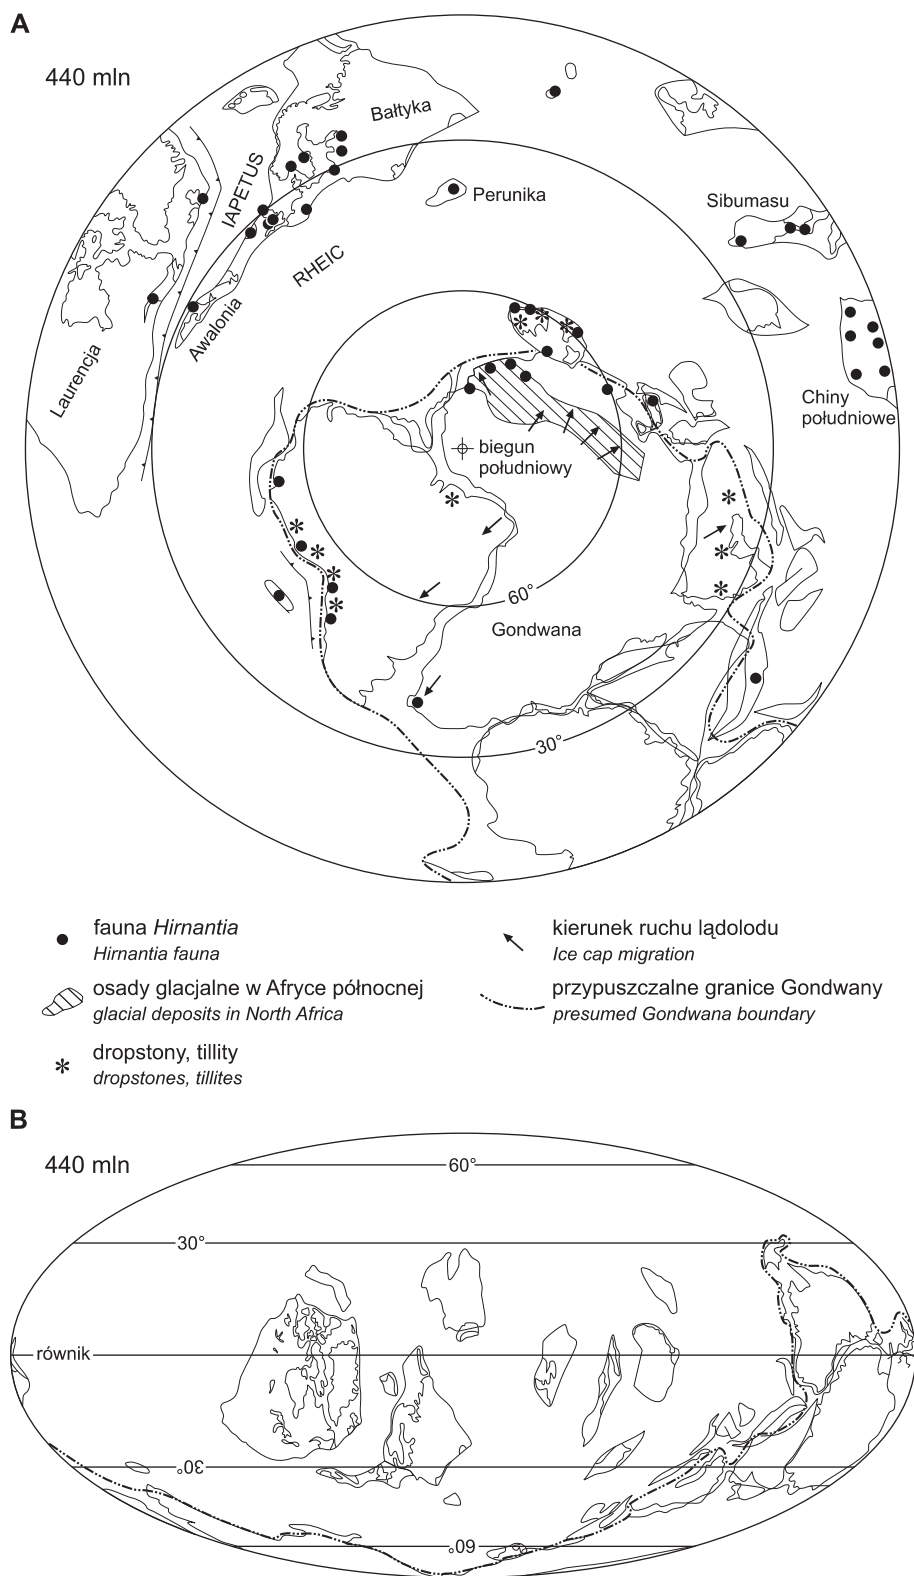 A
440 mln
Bałtyka
IAPETUS
Perunika
Sibumasu
RHEIC
Awalonia
Laurencja
Chiny
południowe
biegun
południowy
60°
Gondwana
30°
fauna Hirnantia
Hirnantia fauna
osady glacjalne w Afryce północnej
glacial deposits in North Africa
dropstony, tillity
dropstones, tillites
kierunek ruchu lądolodu
Ice cap migration
przypuszczalne granice Gondwany
presumed Gondwana boundary
B
440 mln
60°
30°
równik
30°
60°